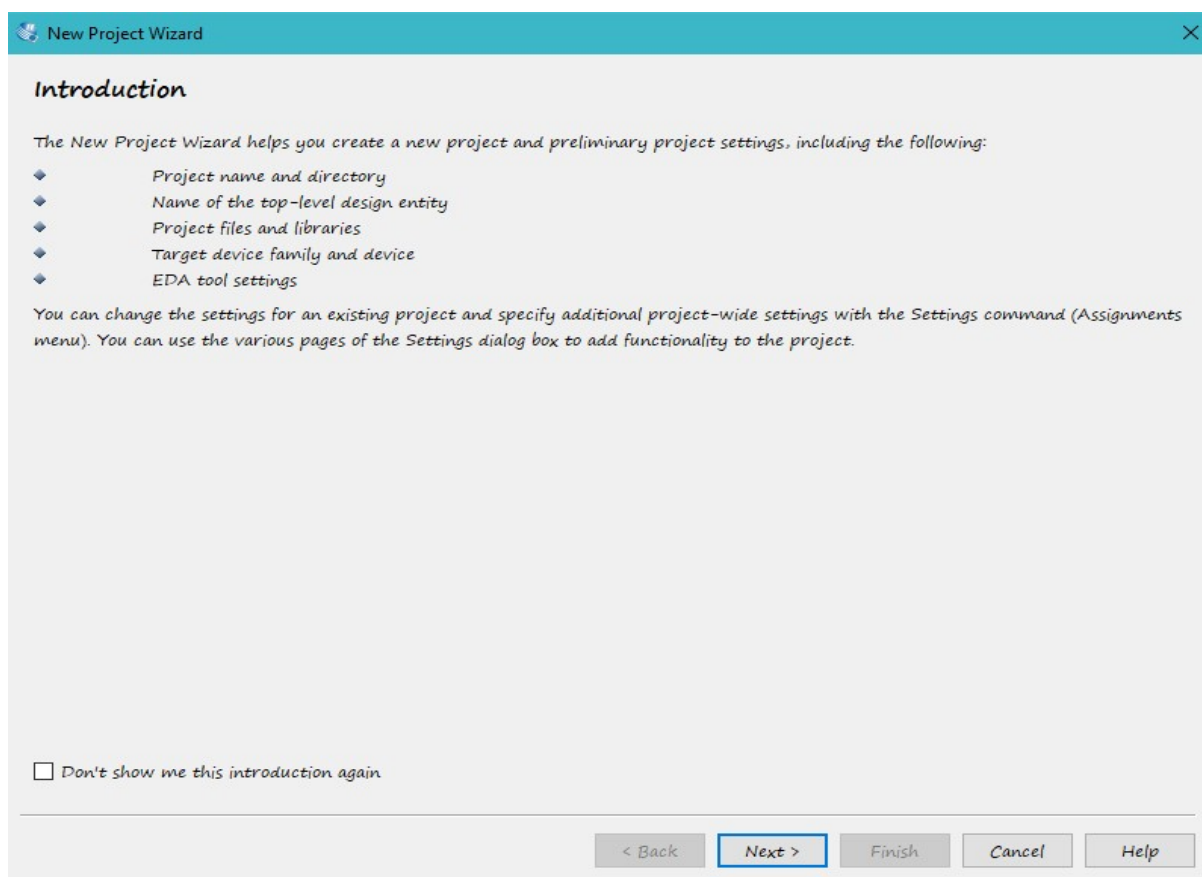 New Project Wizard
Introduction
The New Project Wizard helps you create a new project and preliminary project settings, including the following:
Project name and directory
Name of the top-level design entity
Project files and libraries
Target device family and device
EDA tool settings
You can change the settings for an existing project and specify additional project-wide settings with the Settings command (Assignments
menu). You can use the various pages of the Settings dialog box to add functionality to the project.
Don't show me this introduction again
< Back Next > Finish Cancel Help